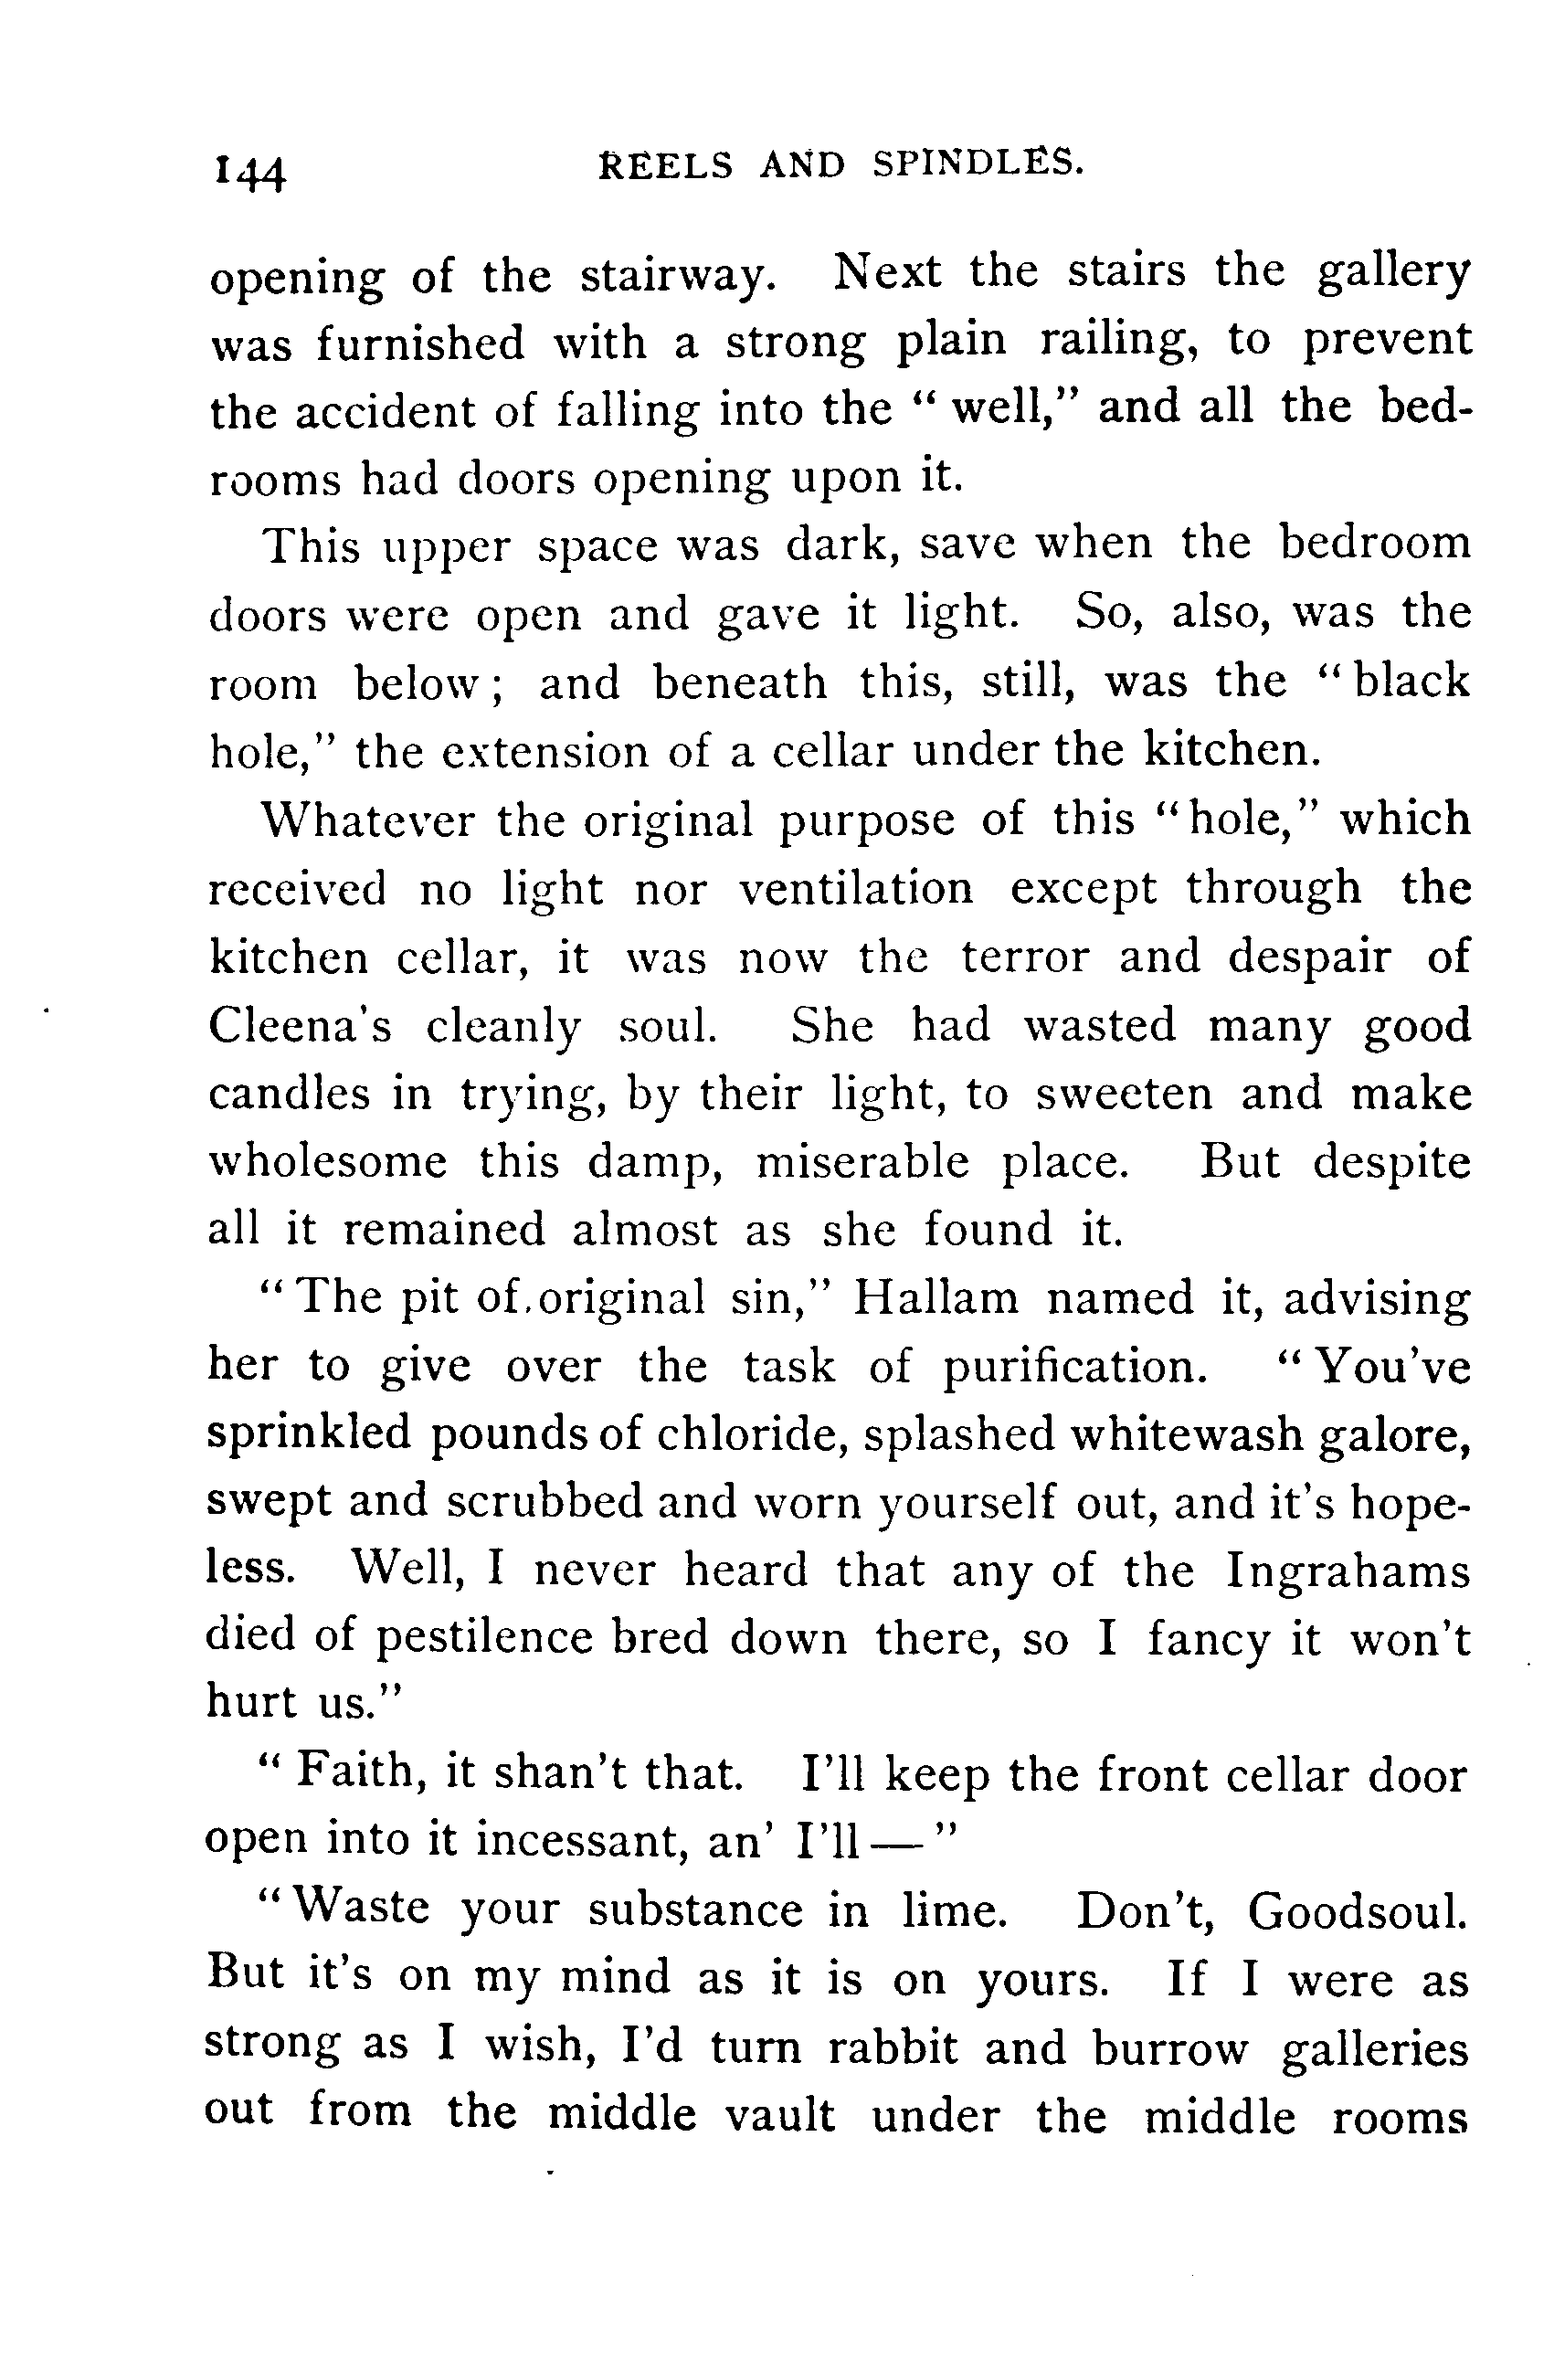 144 REELS AND SPINDLES.
opening of the stairway. Next the stairs the gallery
was furnished with a strong plain railing, to prevent
the accident of falling into the “ well,” and all the bed-
rooms had doors opening upon it.
This upper space was dark, save when the bedroom
doors were open and gave it light. So, also, was the
room below; and beneath this, still, was the “black
hole,” the extension of a cellar under the kitchen.
Whatever the original purpose of this “hole,” which
received no light nor ventilation except through the
kitchen cellar, it was now the terror and despair of
Cleena's cleanly soul. She had wasted many good
candles in trying, by their light, to sweeten and make
wholesome this damp, miserable place. But despite
all it remained almost as she found it.
“The pit of original sin,” Hallam named it, advising
her to give over the task of purification. “You've
sprinkled pounds of chloride, splashed whitewash galore,
swept and scrubbed and worn yourself out, and it's hope-
less. Well, I never heard that any of the Ingrahams
died of pestilence bred down there, so I fancy it won't
hurt us.”
“ Faith, it shan't that. I'll keep the front cellar door
open into it incessant, an' I'll — ”
“Waste your substance in lime. Don't, Goodsoul.
But it's on my mind as it is on yours. If I were as
strong as I wish, I'd turn rabbit and burrow galleries
out from the middle vault under the middle rooms